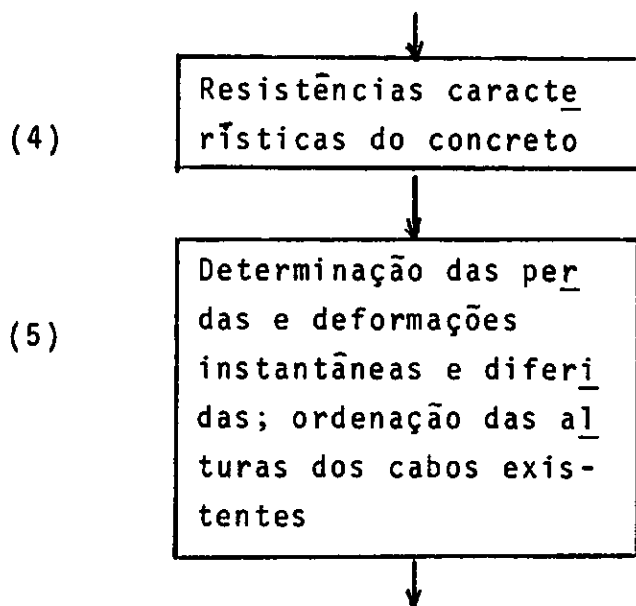 (4)
Resistências caracte
rísticas do concreto
(5)
Determinação das per
das e deformações
instantâneas e diferi
das; ordenação das al
turas dos cabos exis-
tentes